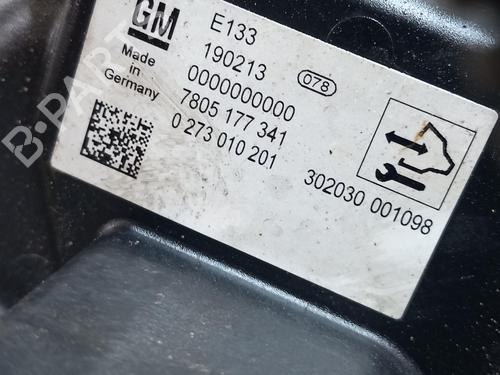 GM
E133
190213
078
Made in
Germany
0000000000
7805 177 341
0 273 010 201
302030 001098
B-PARTS